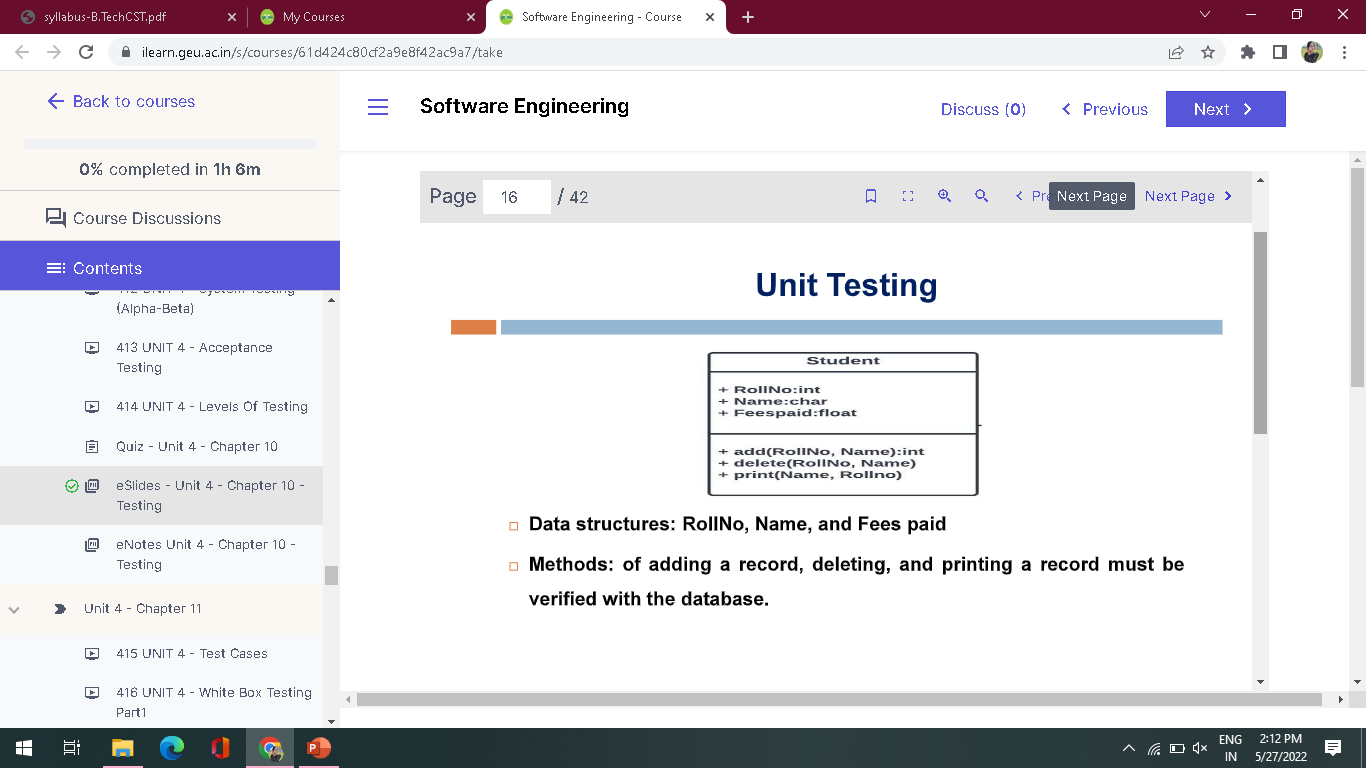 syllabus-B.TechCST.pdf
My Courses
Software Engineering - Course
ilearn.geu.ac.in/s/courses/61d424c80cf2a9e8f42ac9a7/take
Back to courses
0% completed in 1h 6m
Course Discussions
Contents
(Alpha-Beta)
413 UNIT 4 - Acceptance
Testing
414 UNIT 4 - Levels Of Testing
Quiz - Unit 4 - Chapter 10
eSlides - Unit 4 - Chapter 10 -
Testing
eNotes Unit 4 - Chapter 10 -
Testing
Unit 4 - Chapter 11
415 UNIT 4 - Test Cases
416 UNIT 4 - White Box Testing
Part1
Software Engineering
Discuss (0)
Previous
Next
Page 16 / 42
Pre
Next Page
Next Page
Unit Testing
Student
+ RollNo:int
+ Name:char
+ Feespaid:float
+ add(RollNo, Name):int
+ delete(RollNo, Name)
+ print(Name, Rollno)
Data structures: RollNo, Name, and Fees paid
Methods: of adding a record, deleting, and printing a record must be
verified with the database.
ENG
IN
2:12 PM
5/27/2022